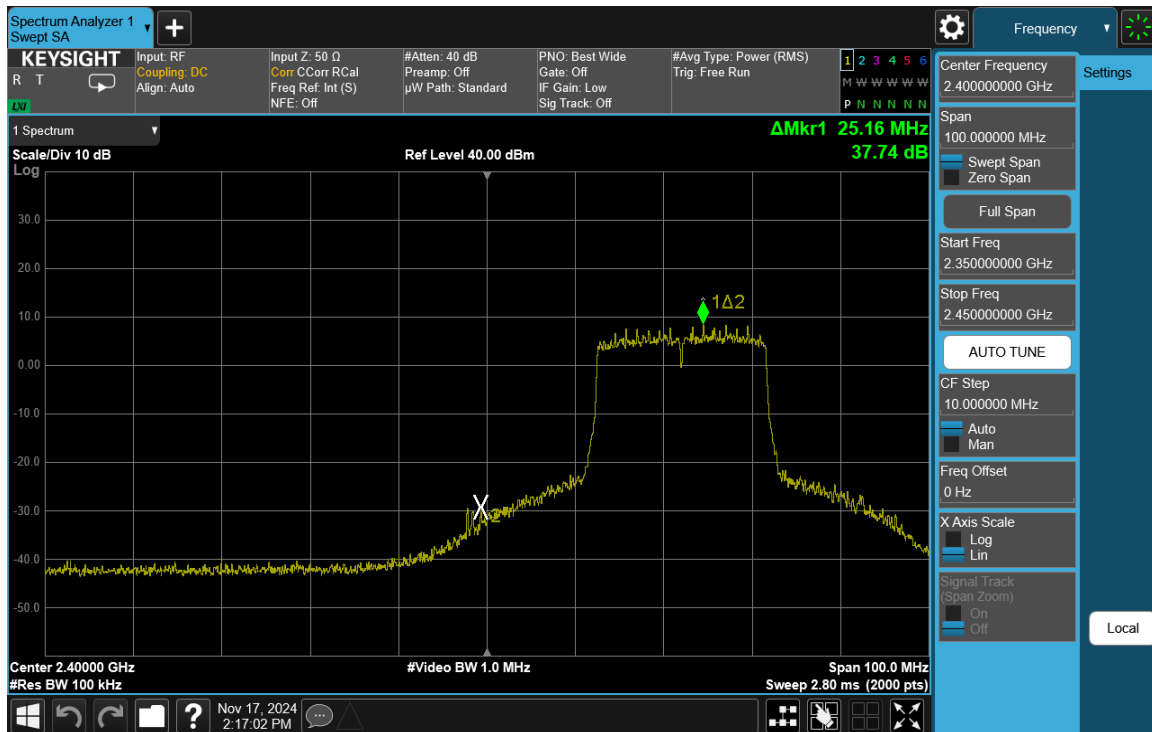 Spectrum Analyzer 1
Swept SA
+
Frequency
KEYSIGHT
R T
LXI
Input: RF
Coupling: DC
Align: Auto
Input Z: 50 Ω
Corr CCorr RCal
Freq Ref: Int (S)
NFE: Off
#Atten: 40 dB
Preamp: Off
µW Path: Standard
PNO: Best Wide
Gate: Off
IF Gain: Low
Sig Track: Off
#Avg Type: Power (RMS)
Trig: Free Run
1 2 3 4 5 6
M W W W W W
P N N N N N
1 Spectrum
ΔMkr1 25.16 MHz
37.74 dB
Scale/Div 10 dB
Ref Level 40.00 dBm
Log
30.0
20.0
10.0
0.00
-10.0
-20.0
-30.0
-40.0
-50.0
1Δ2
X
2
Center 2.40000 GHz
#Video BW 1.0 MHz
Span 100.0 MHz
#Res BW 100 kHz
Sweep 2.80 ms (2000 pts)
?
Nov 17, 2024
2:17:02 PM
Center Frequency
2.400000000 GHz
Span
100.000000 MHz
Swept Span
Zero Span
Full Span
Start Freq
2.350000000 GHz
Stop Freq
2.450000000 GHz
AUTO TUNE
CF Step
10.000000 MHz
Auto
Man
Freq Offset
0 Hz
X Axis Scale
Log
Lin
Signal Track
(Span Zoom)
On
Off
Settings
Local